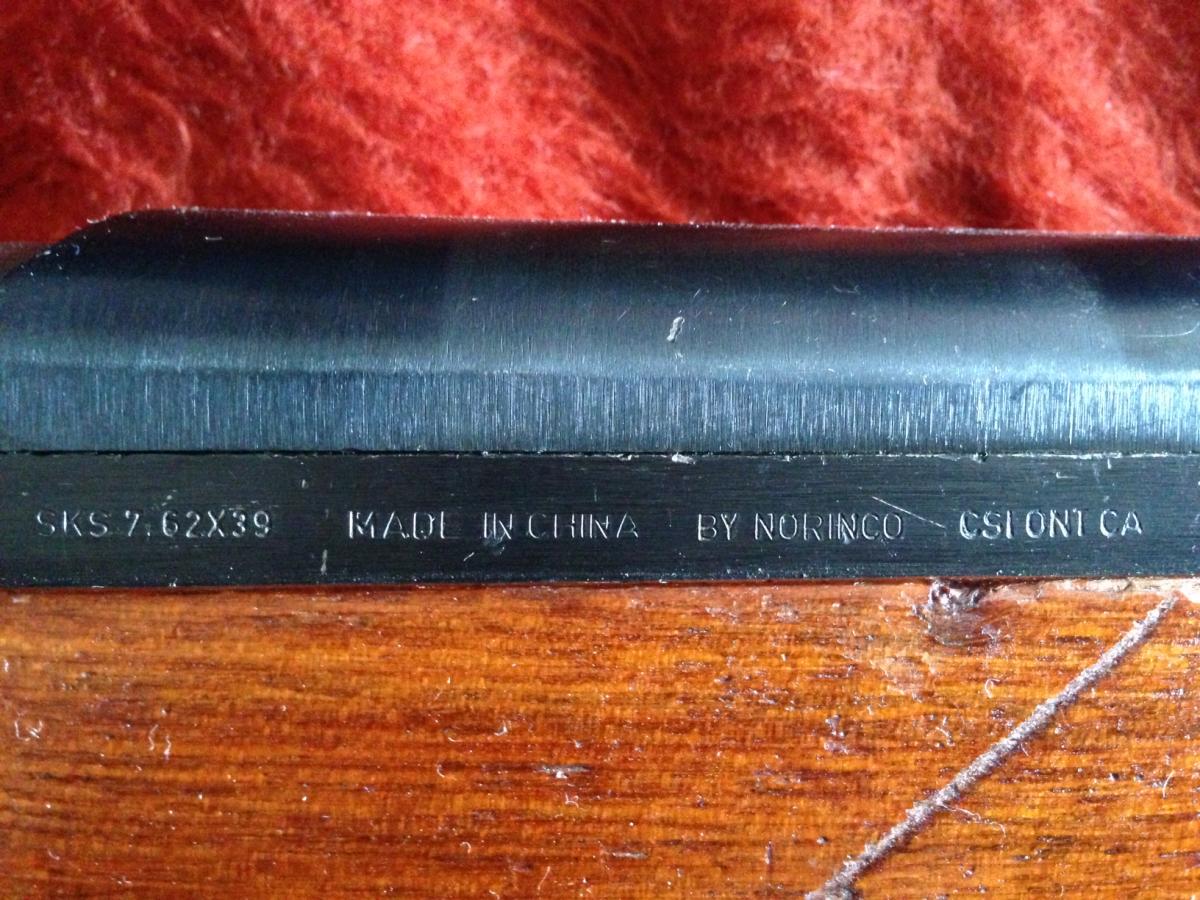 SKS 7.62X39 MADE IN CHINA BY NORINCO CSI ONT CA